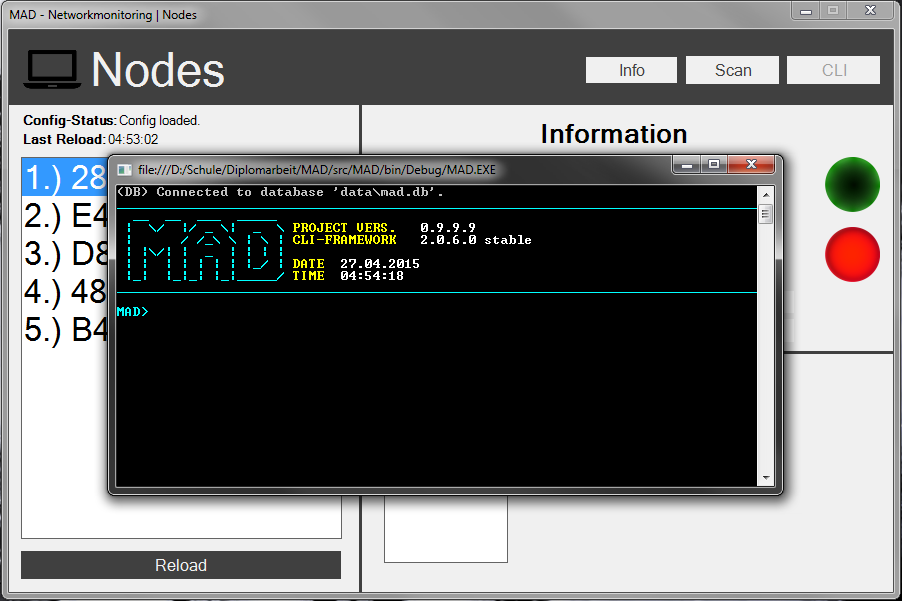 MAD - Networkmonitoring | Nodes
Nodes
Info
Scan
CLI
Config-Status: Config loaded.
Last Reload: 04:53:02
Information
1.) 28
2.) E4
3.) D8
4.) 48
5.) B4
file:///D:/Schule/Diplomarbeit/MAD/src/MAD/bin/Debug/MAD.EXE
(DB) Connected to database 'data\mad.db'.
MAD
PROJECT VERS. 0.9.9.9
CLI-FRAMEWORK 2.0.6.0 stable
DATE 27.04.2015
TIME 04:54:18
MAD>
Reload